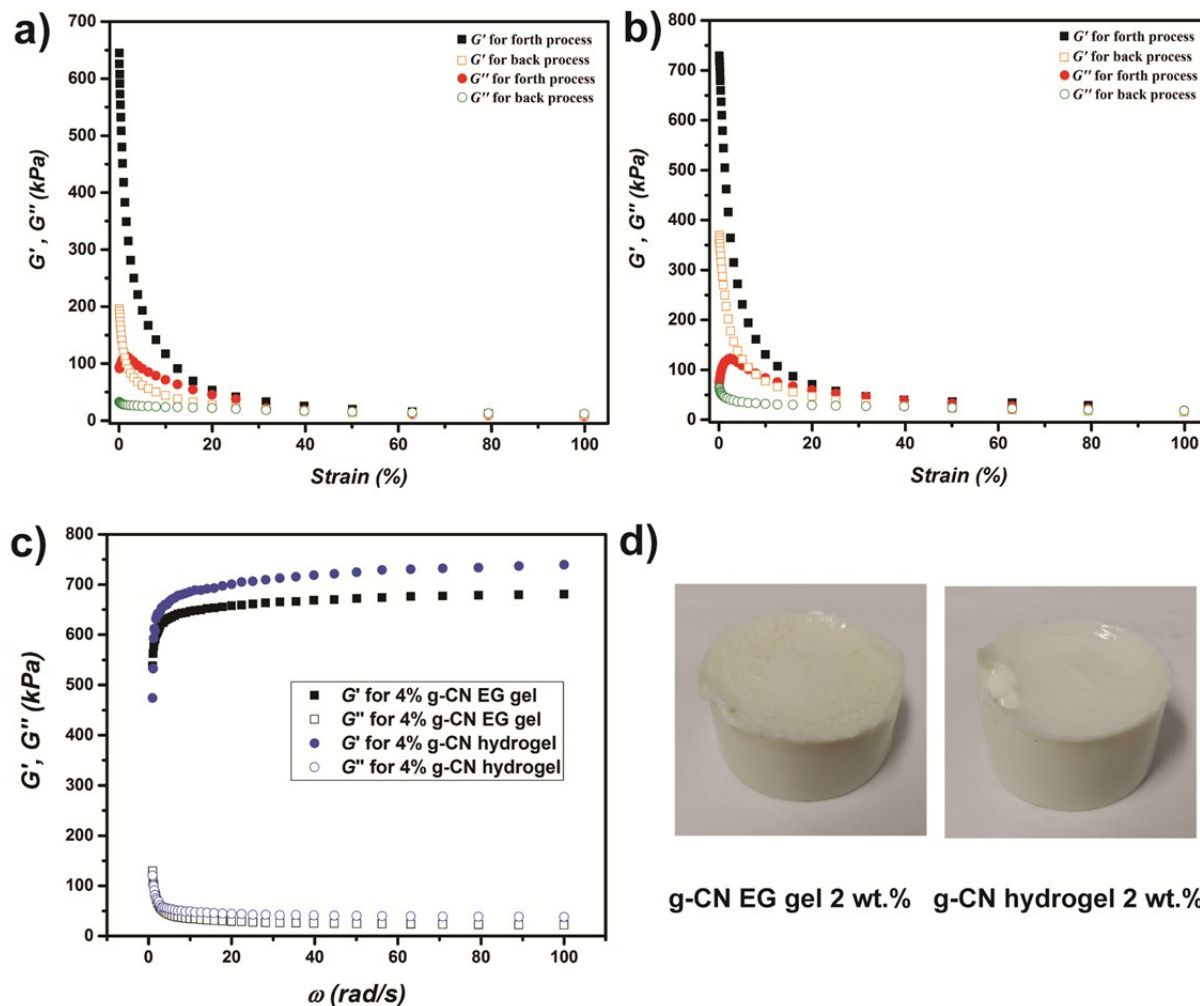 a)
700
600
500
400
300
200
100
0
G', G'' (kPa)
0 20 40 60 80 100
Strain (%)
G' for forth process
G' for back process
G'' for forth process
G'' for back process
b)
800
700
600
500
400
300
200
100
0
G', G'' (kPa)
0 20 40 60 80 100
Strain (%)
G' for forth process
G' for back process
G'' for forth process
G'' for back process
c)
800
700
600
500
400
300
200
100
0
G', G'' (kPa)
0 20 40 60 80 100
ω (rad/s)
G' for 4% g-CN EG gel
G'' for 4% g-CN EG gel
G' for 4% g-CN hydrogel
G'' for 4% g-CN hydrogel
d)
g-CN EG gel 2 wt.%
g-CN hydrogel 2 wt.%